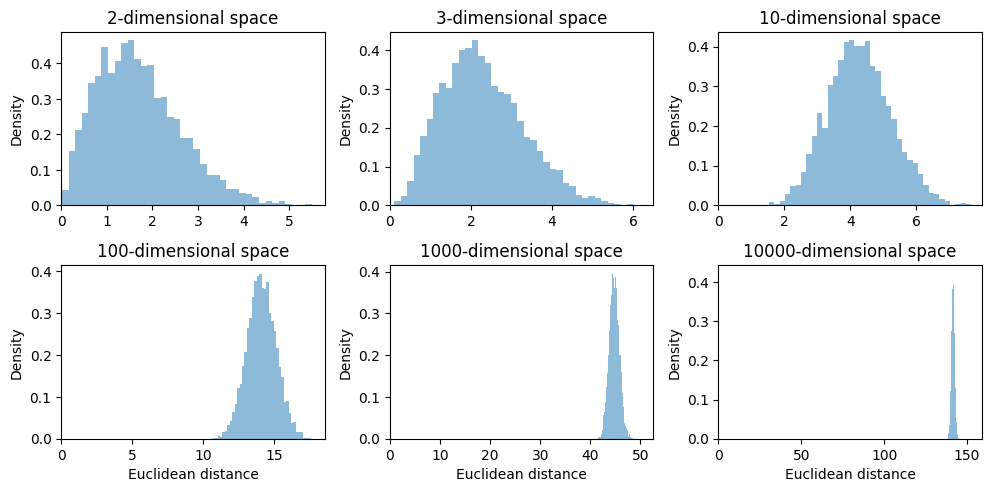 2-dimensional space
3-dimensional space
10-dimensional space
Density
0.4
0.3
0.2
0.1
0.0
0 1 2 3 4 5
Density
0.4
0.3
0.2
0.1
0.0
0 2 4 6
Density
0.4
0.3
0.2
0.1
0.0
0 2 4 6
100-dimensional space
1000-dimensional space
10000-dimensional space
Density
0.4
0.3
0.2
0.1
0.0
0 5 10 15
Euclidean distance
Density
0.4
0.3
0.2
0.1
0.0
0 10 20 30 40 50
Euclidean distance
Density
0.4
0.3
0.2
0.1
0.0
0 50 100 150
Euclidean distance